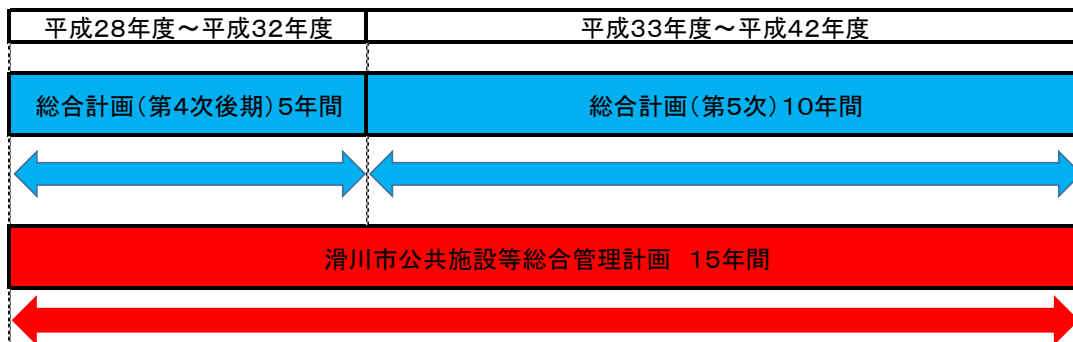 平成28年度～平成32年度
平成33年度～平成42年度
総合計画(第4次後期)5年間
総合計画(第5次)10年間
滑川市公共施設等総合管理計画　15年間